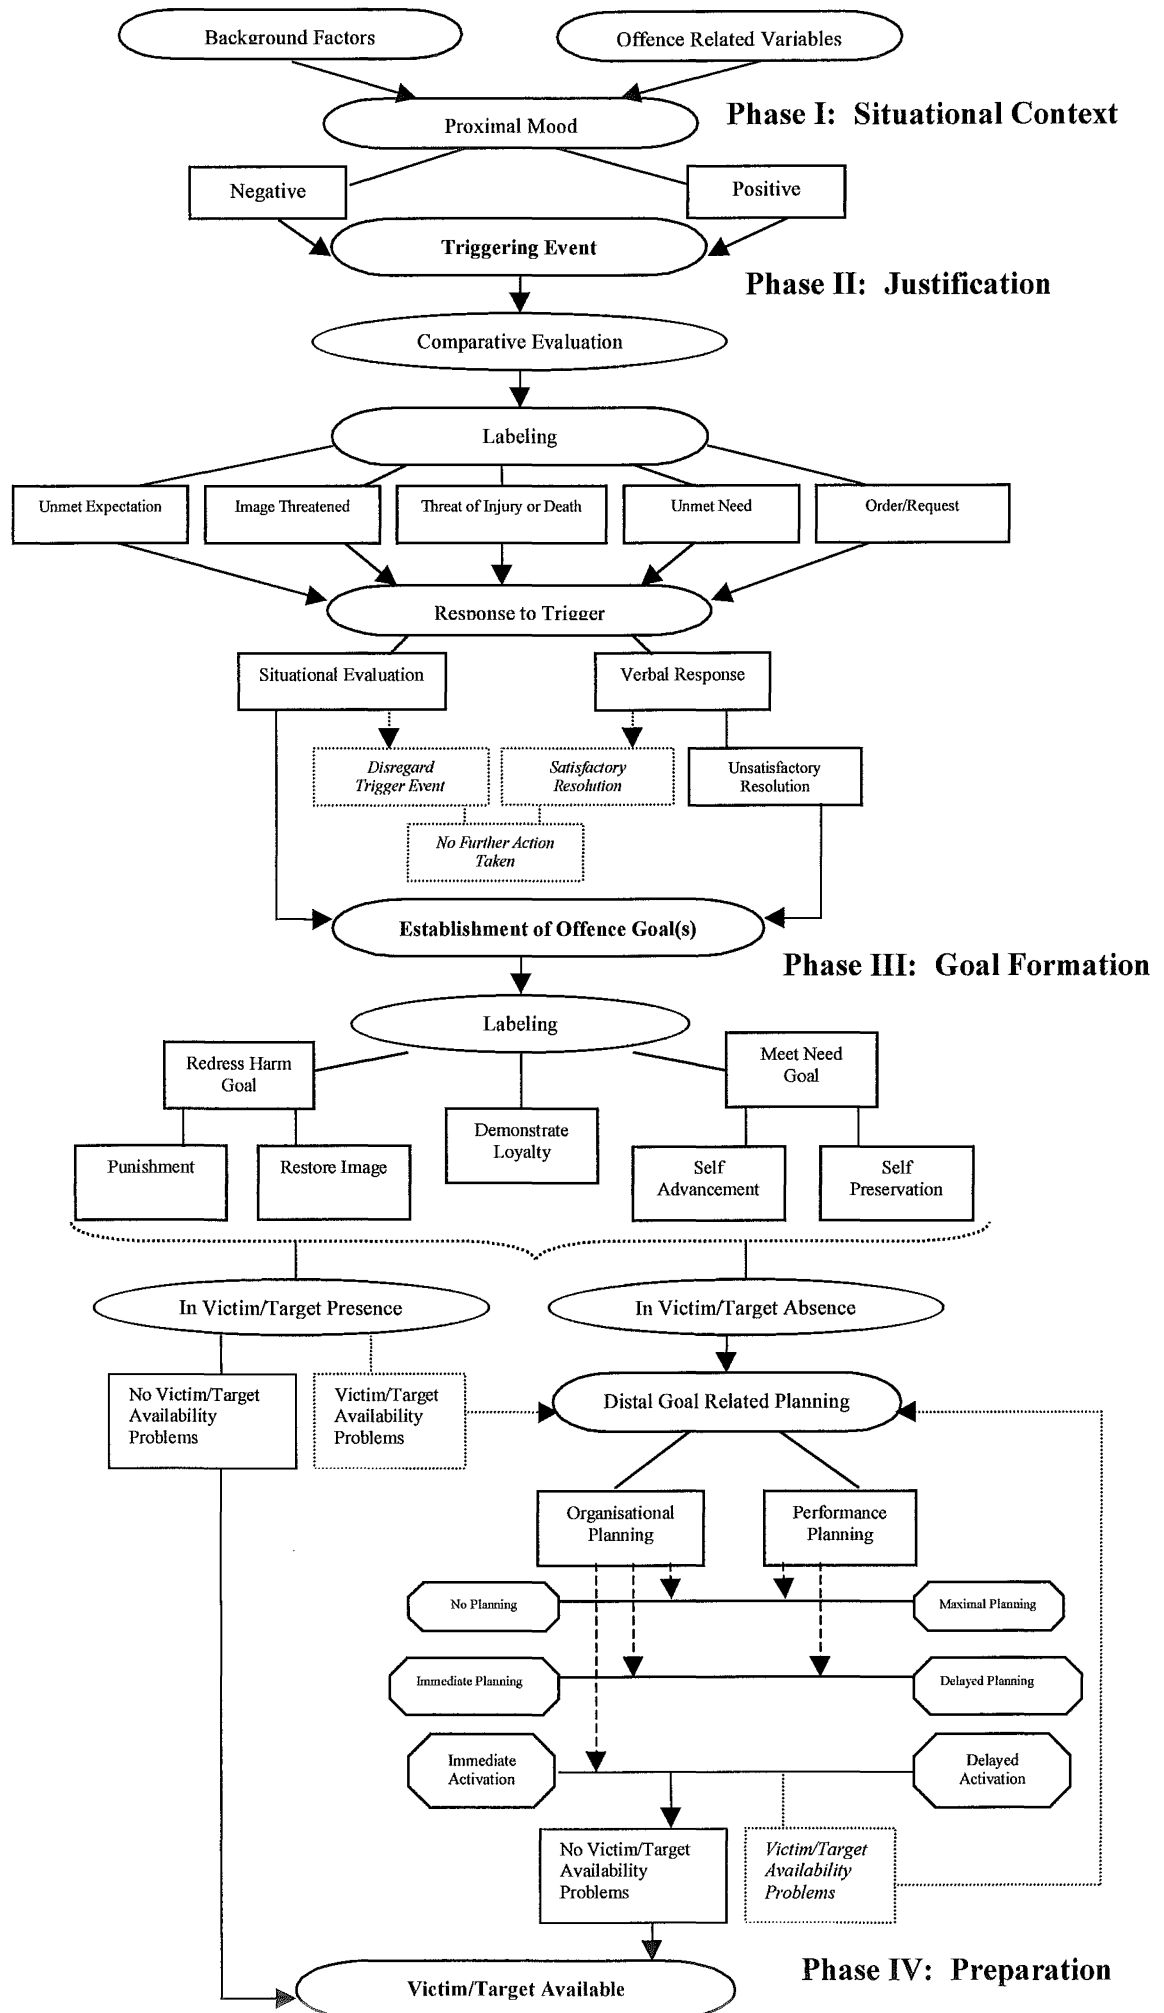 Background Factors
Offence Related Variables
Proximal Mood
Phase I: Situational Context
Negative
Positive
Triggering Event
Phase II: Justification
Comparative Evaluation
Labeling
Unmet Expectation
Image Threatened
Threat of Injury or Death
Unmet Need
Order/Request
Response to Trigger
Situational Evaluation
Verbal Response
Disregard
Trigger Event
Satisfactory
Resolution
Unsatisfactory
Resolution
No Further Action
Taken
Establishment of Offence Goal(s)
Phase III: Goal Formation
Labeling
Redress Harm
Goal
Meet Need
Goal
Demonstrate
Loyalty
Punishment
Restore Image
Self
Advancement
Self
Preservation
In Victim/Target Presence
In Victim/Target Absence
No Victim/Target
Availability
Problems
Victim/Target
Availability
Problems
Distal Goal Related Planning
Organisational
Planning
Performance
Planning
No Planning
Maximal Planning
Immediate Planning
Delayed Planning
Immediate
Activation
Delayed
Activation
No Victim/Target
Availability
Problems
Victim/Target
Availability
Problems
Phase IV: Preparation
Victim/Target Available